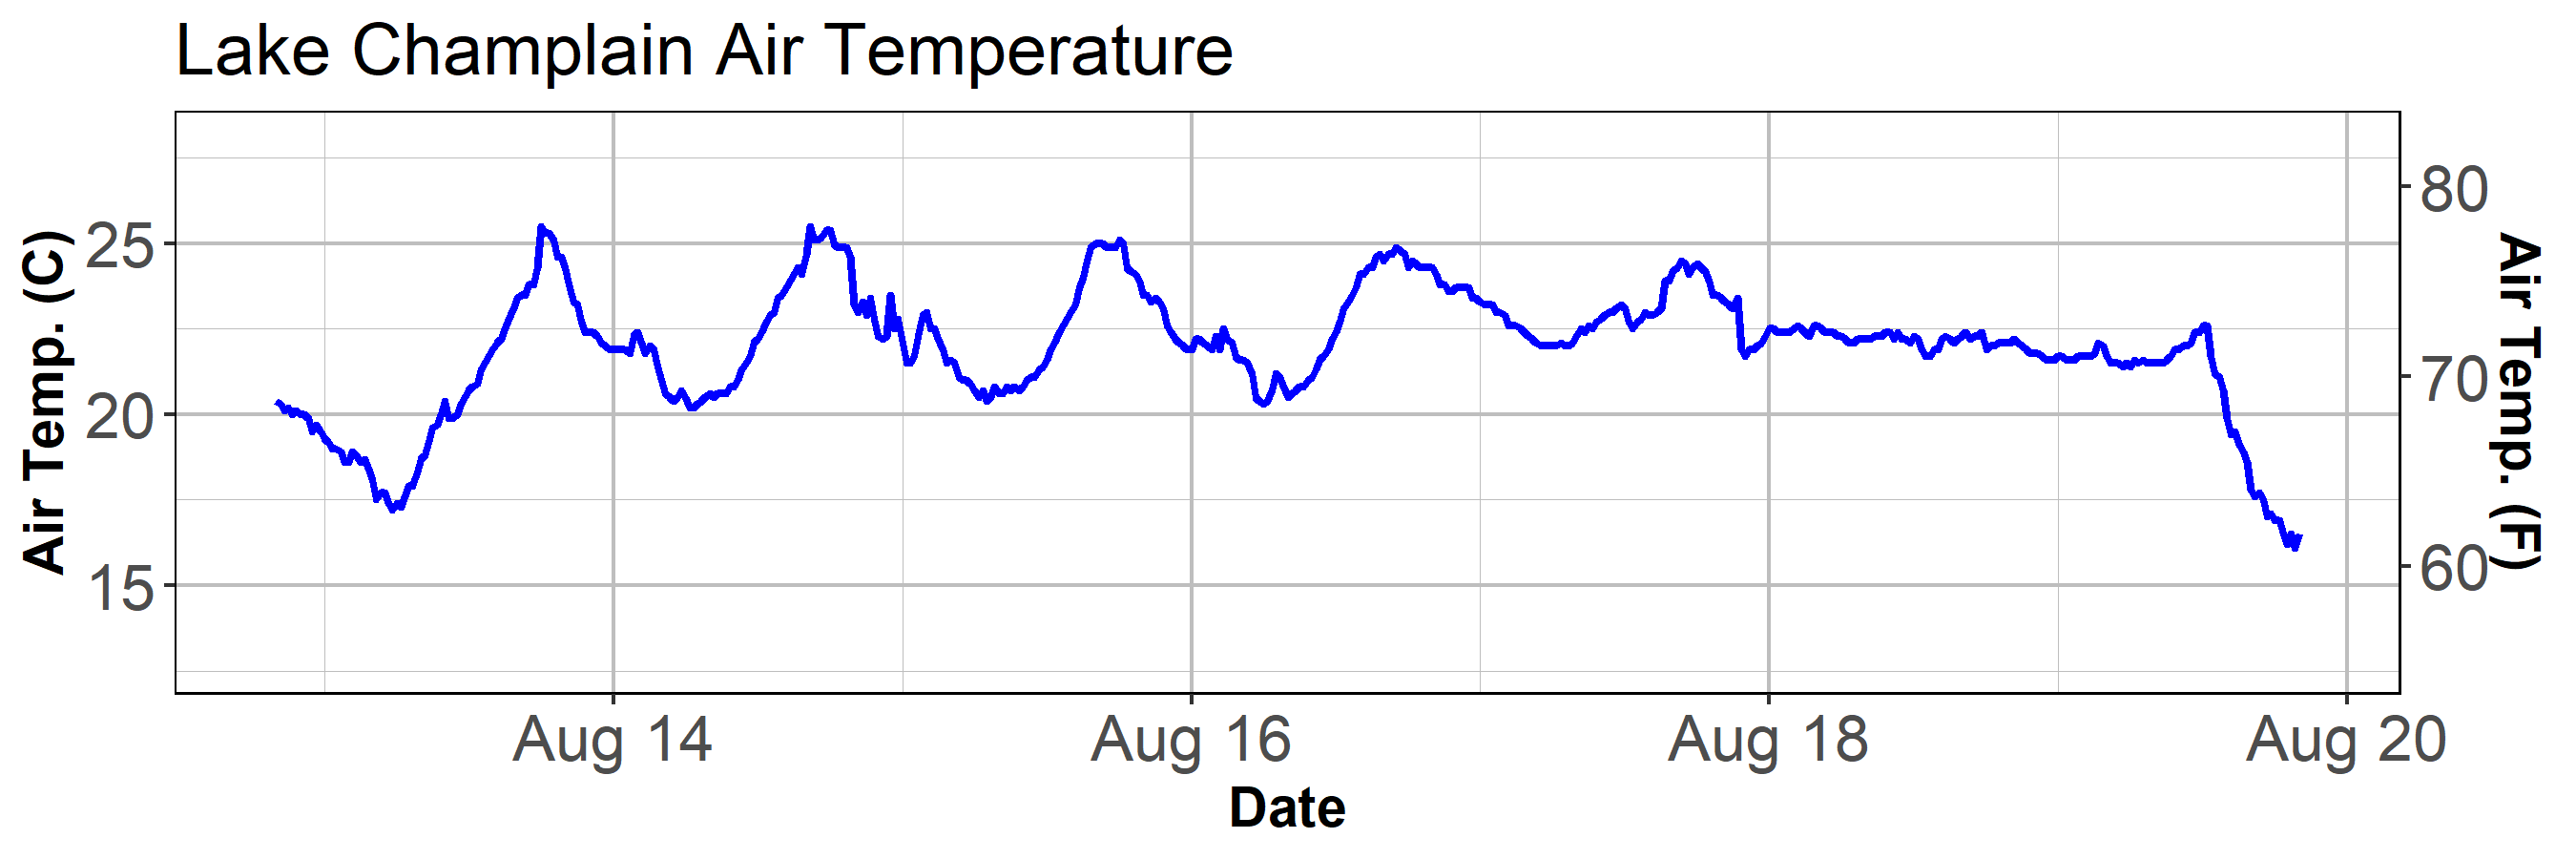 Lake Champlain Air Temperature
Air Temp. (C)
25
20
15
80
70
60
Air Temp. (F)
Aug 14
Aug 16
Aug 18
Aug 20
Date